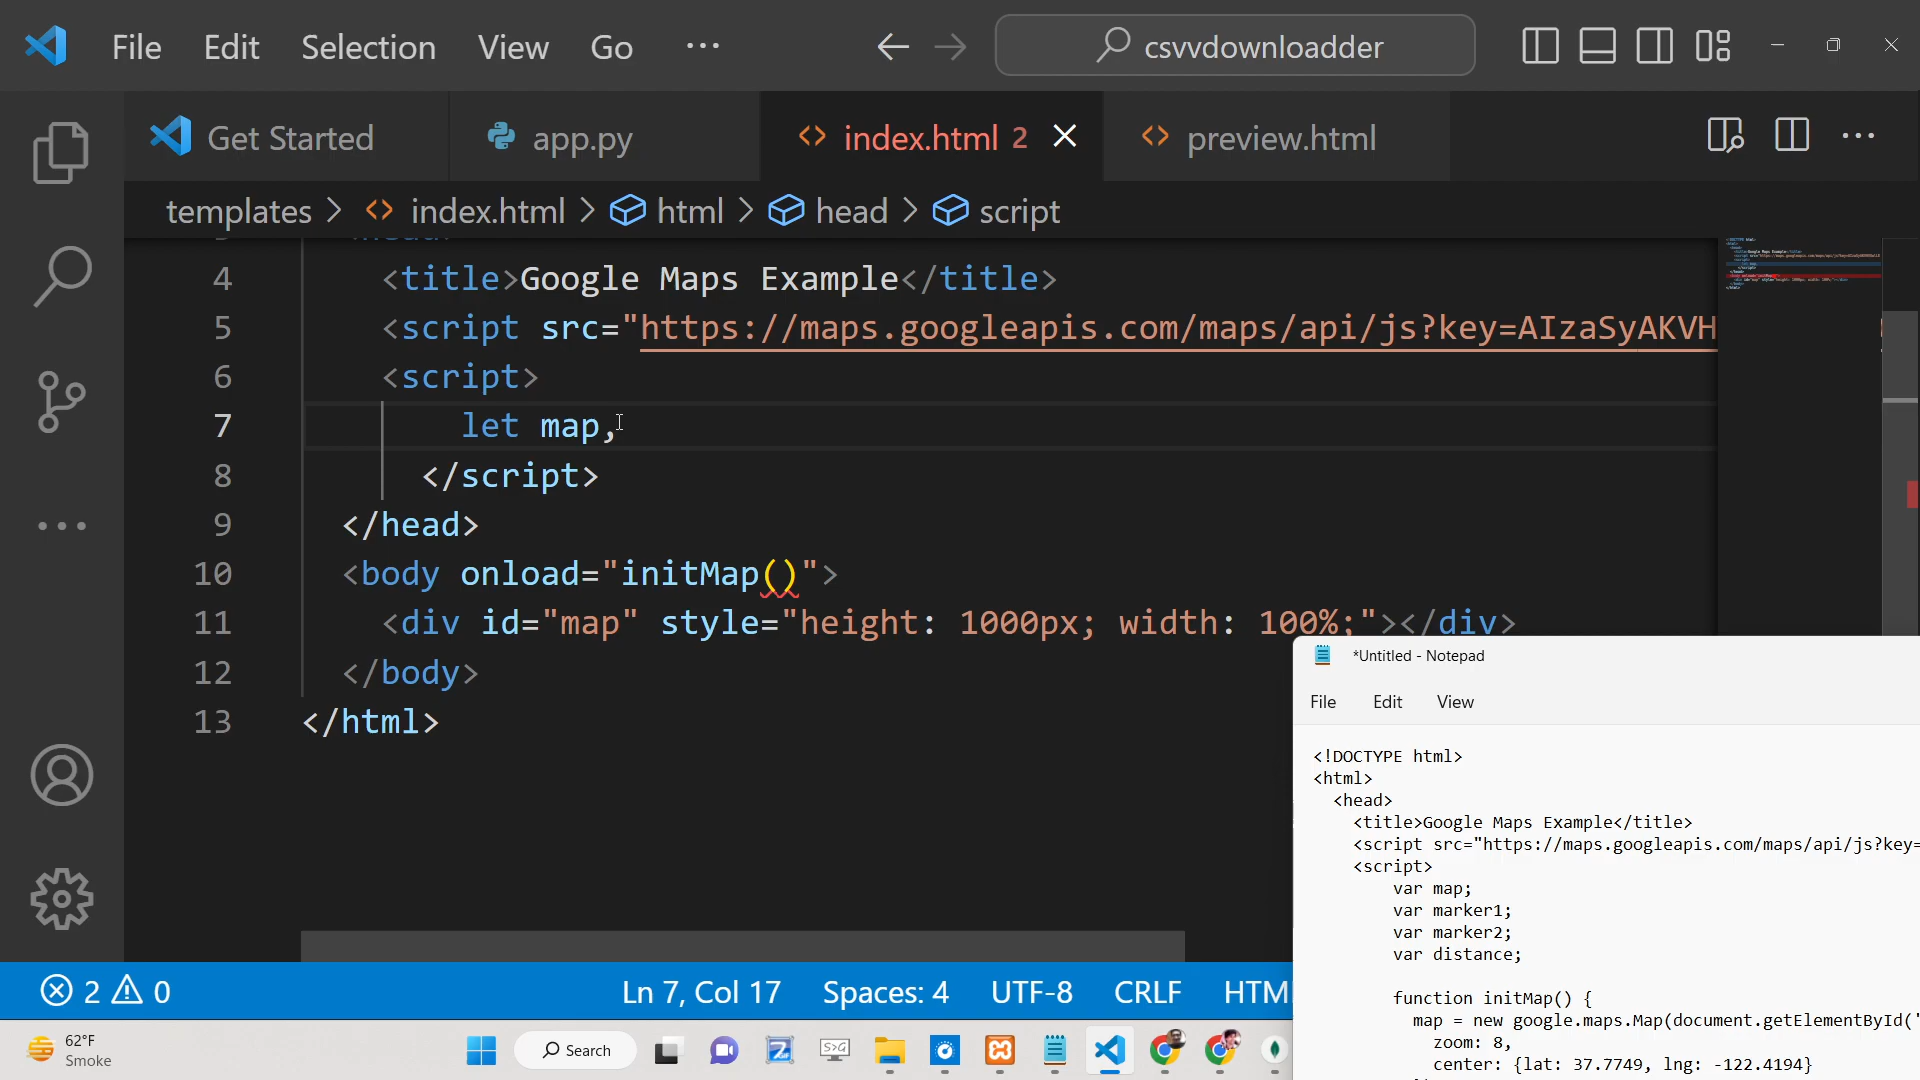 File Edit Selection View Go ... csvvdownloadder
Get Started app.py index.html 2 preview.html
templates > index.html > html > head > script
4 <title>Google Maps Example</title>
5 <script src="https://maps.googleapis.com/maps/api/js?key=AIzaSyAKVH
6 <script>
7 let map,
8 </script>
9 </head>
10 <body onload="initMap()">
11 <div id="map" style="height: 1000px; width: 100%;"></div>
12 </body>
13 </html>
*Untitled - Notepad
File Edit View
<!DOCTYPE html>
<html>
<head>
<title>Google Maps Example</title>
<script src="https://maps.googleapis.com/maps/api/js?key=
<script>
var map;
var marker1;
var marker2;
var distance;
function initMap() {
map = new google.maps.Map(document.getElementById('
zoom: 8,
center: {lat: 37.7749, lng: -122.4194}
2 0 Ln 7, Col 17 Spaces: 4 UTF-8 CRLF HTM
62°F
Smoke
Search
S>G